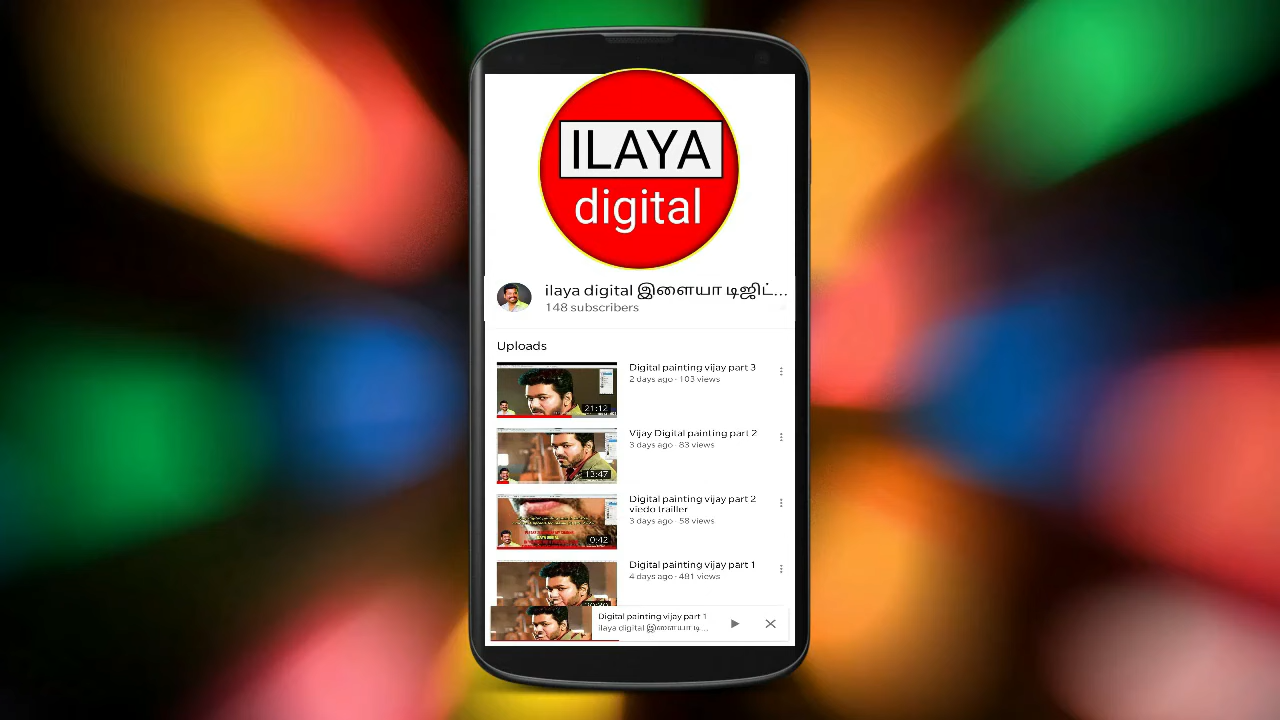 ILAYA
digital
ilaya digital இளையா டிஜிட்...
148 subscribers
Uploads
Digital painting vijay part 3
2 days ago · 103 views
21:12
Vijay Digital painting part 2
3 days ago · 83 views
13:47
Digital painting vijay part 2
viedo trailler
3 days ago · 58 views
0:42
Digital painting vijay part 1
4 days ago · 481 views
Digital painting vijay part 1
ilaya digital இளையா டி...